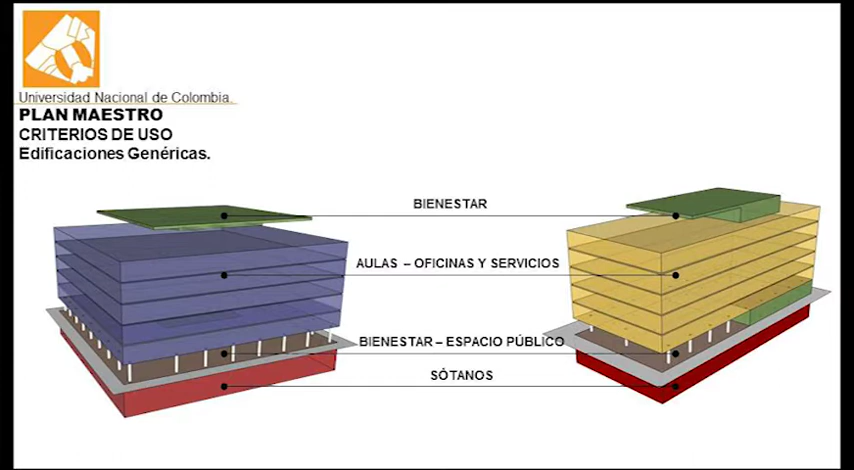 Universidad Nacional de Colombia.
PLAN MAESTRO
CRITERIOS DE USO
Edificaciones Genéricas.
BIENESTAR
AULAS – OFICINAS Y SERVICIOS
BIENESTAR – ESPACIO PÚBLICO
SÓTANOS